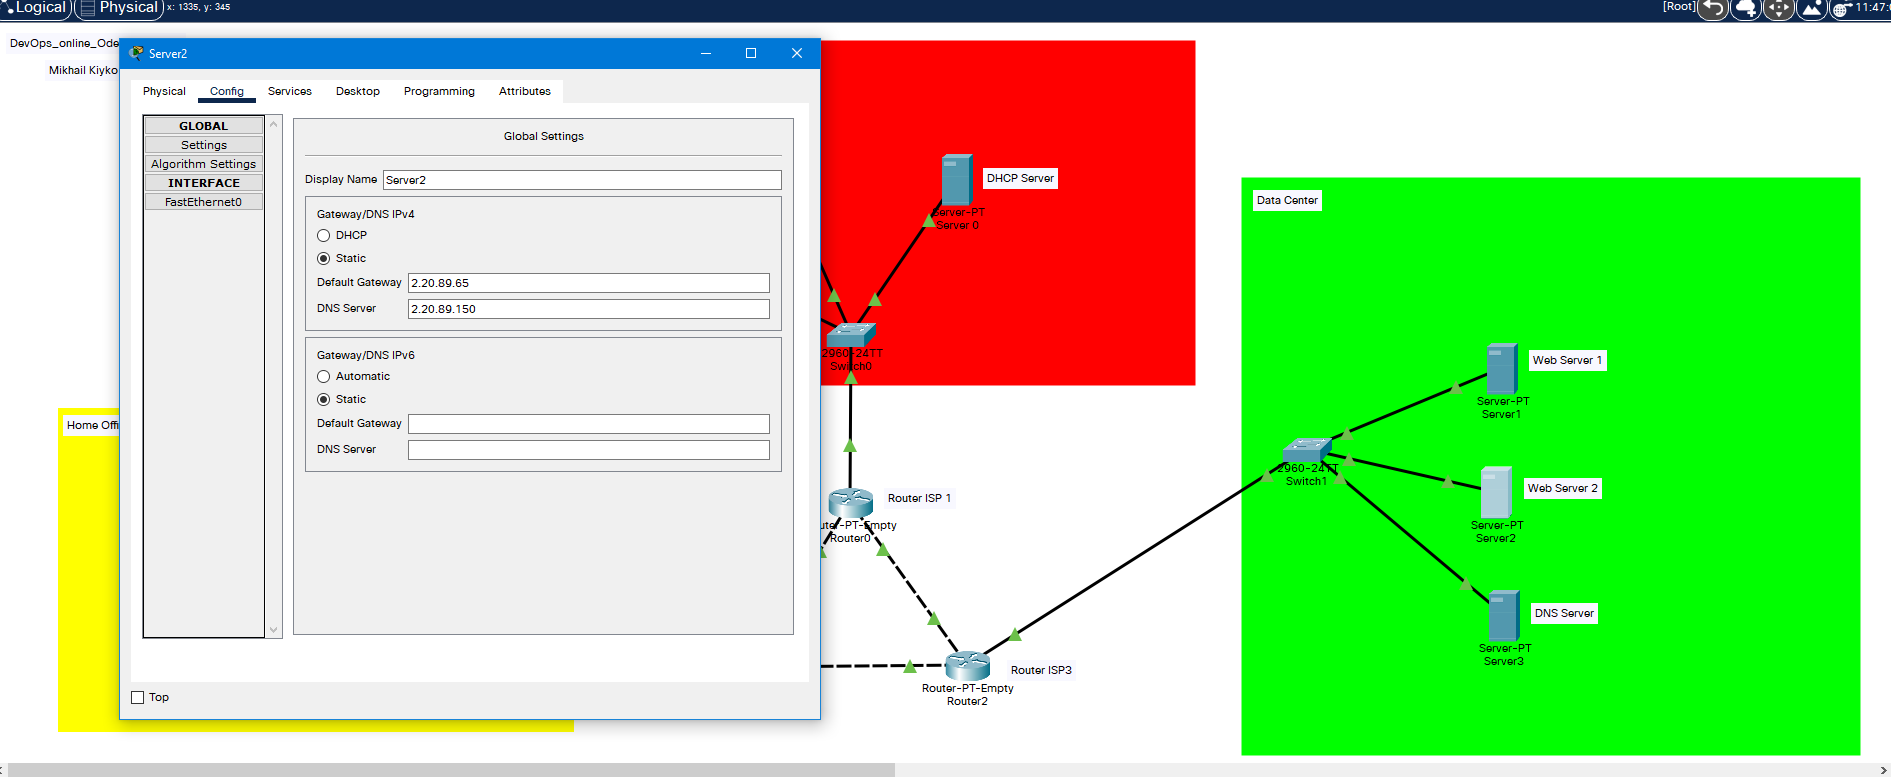 Logical Physical x: 1335, y: 345 [Root]
DevOps_online_Ode
Mikhail Kiyko
Server2
Physical Config Services Desktop Programming Attributes
GLOBAL
Settings
Algorithm Settings
INTERFACE
FastEthernet0
Global Settings
Display Name Server2
Gateway/DNS IPv4
DHCP
Static
Default Gateway 2.20.89.65
DNS Server 2.20.89.150
Gateway/DNS IPv6
Automatic
Static
Default Gateway
DNS Server
Top
Home Offi
DHCP Server
Server-PT
Server 0
2960-24TT
Switch0
Router ISP 1
uter-PT-Empty
Router0
Router ISP3
Router-PT-Empty
Router2
Data Center
Web Server 1
Server-PT
Server1
2960-24TT
Switch1
Web Server 2
Server-PT
Server2
DNS Server
Server-PT
Server3